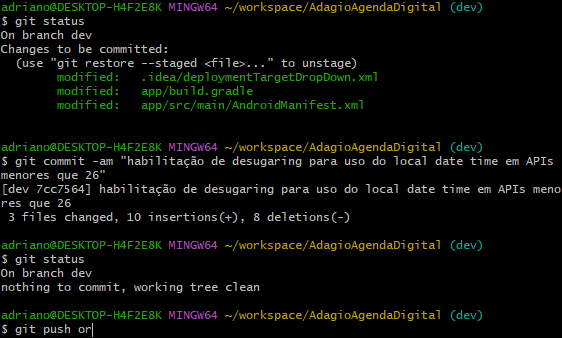 adriano@DESKTOP-H4F2E8K MINGW64 ~/workspace/AdagioAgendaDigital (dev)
$ git status
On branch dev
Changes to be committed:
  (use "git restore --staged <file>..." to unstage)
        modified:   .idea/deploymentTargetDropDown.xml
        modified:   app/build.gradle
        modified:   app/src/main/AndroidManifest.xml
adriano@DESKTOP-H4F2E8K MINGW64 ~/workspace/AdagioAgendaDigital (dev)
$ git commit -am "habilitação de desugaring para uso do local date time em APIs
menores que 26"
[dev 7cc7564] habilitação de desugaring para uso do local date time em APIs meno
res que 26
 3 files changed, 10 insertions(+), 8 deletions(-)
adriano@DESKTOP-H4F2E8K MINGW64 ~/workspace/AdagioAgendaDigital (dev)
$ git status
On branch dev
nothing to commit, working tree clean
adriano@DESKTOP-H4F2E8K MINGW64 ~/workspace/AdagioAgendaDigital (dev)
$ git push or